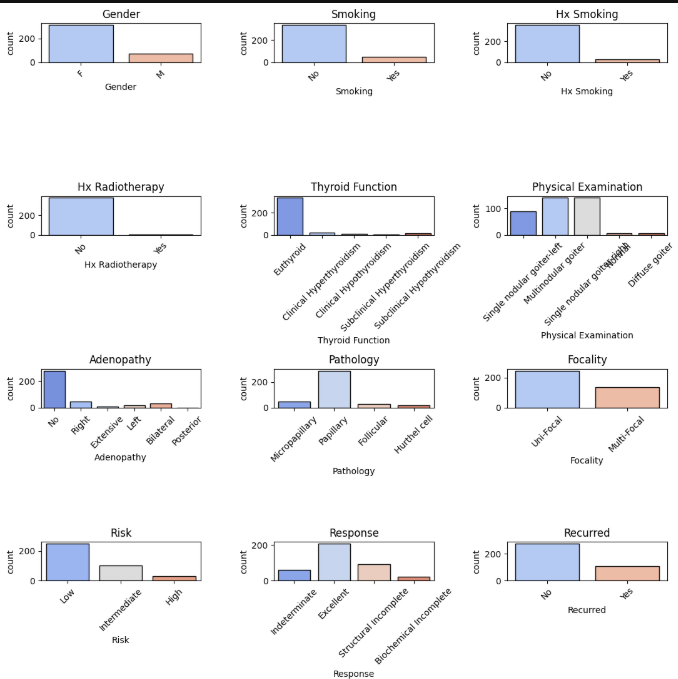 Gender
count
200
0
F
M
Gender
Smoking
count
200
0
No
Yes
Smoking
Hx Smoking
count
200
0
No
Yes
Hx Smoking
Hx Radiotherapy
count
200
0
No
Yes
Hx Radiotherapy
Thyroid Function
count
200
0
Euthyroid
Clinical Hyperthyroidism
Clinical Hypothyroidism
Subclinical Hyperthyroidism
Subclinical Hypothyroidism
Thyroid Function
Physical Examination
count
100
0
Single nodular goiter-left
Multinodular goiter
Single nodular goiter-right
Normal
Diffuse goiter
Physical Examination
Adenopathy
count
200
0
No
Right
Extensive
Left
Bilateral
Posterior
Adenopathy
Pathology
count
200
0
Micropapillary
Papillary
Follicular
Hurthel cell
Pathology
Focality
count
200
0
Uni-Focal
Multi-Focal
Focality
Risk
count
200
0
Low
Intermediate
High
Risk
Response
count
200
0
Indeterminate
Excellent
Structural Incomplete
Biochemical Incomplete
Response
Recurred
count
200
0
No
Yes
Recurred